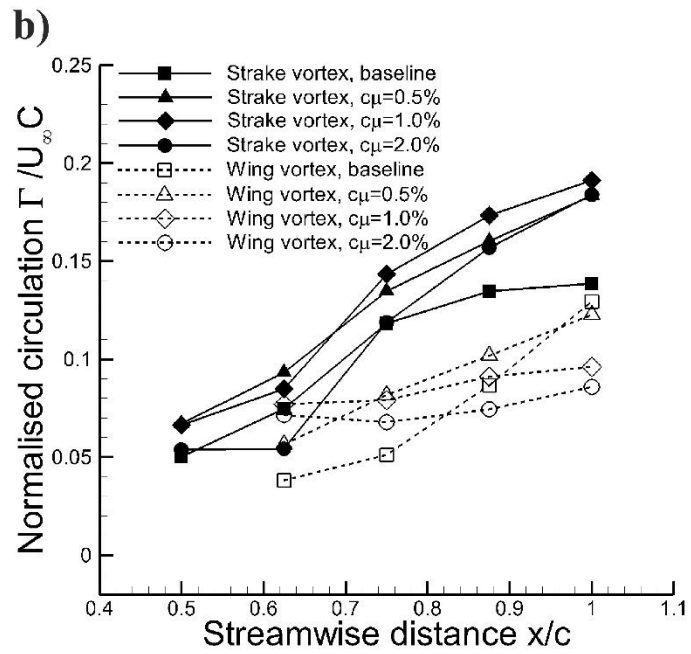 b)
0.25
0.2
0.15
0.1
0.05
0
Normalised circulation Γ/U∞C
Strake vortex, baseline
Strake vortex, cμ=0.5%
Strake vortex, cμ=1.0%
Strake vortex, cμ=2.0%
Wing vortex, baseline
Wing vortex, cμ=0.5%
Wing vortex, cμ=1.0%
Wing vortex, cμ=2.0%
0.4 0.5 0.6 0.7 0.8 0.9 1 1.1
Streamwise distance x/c